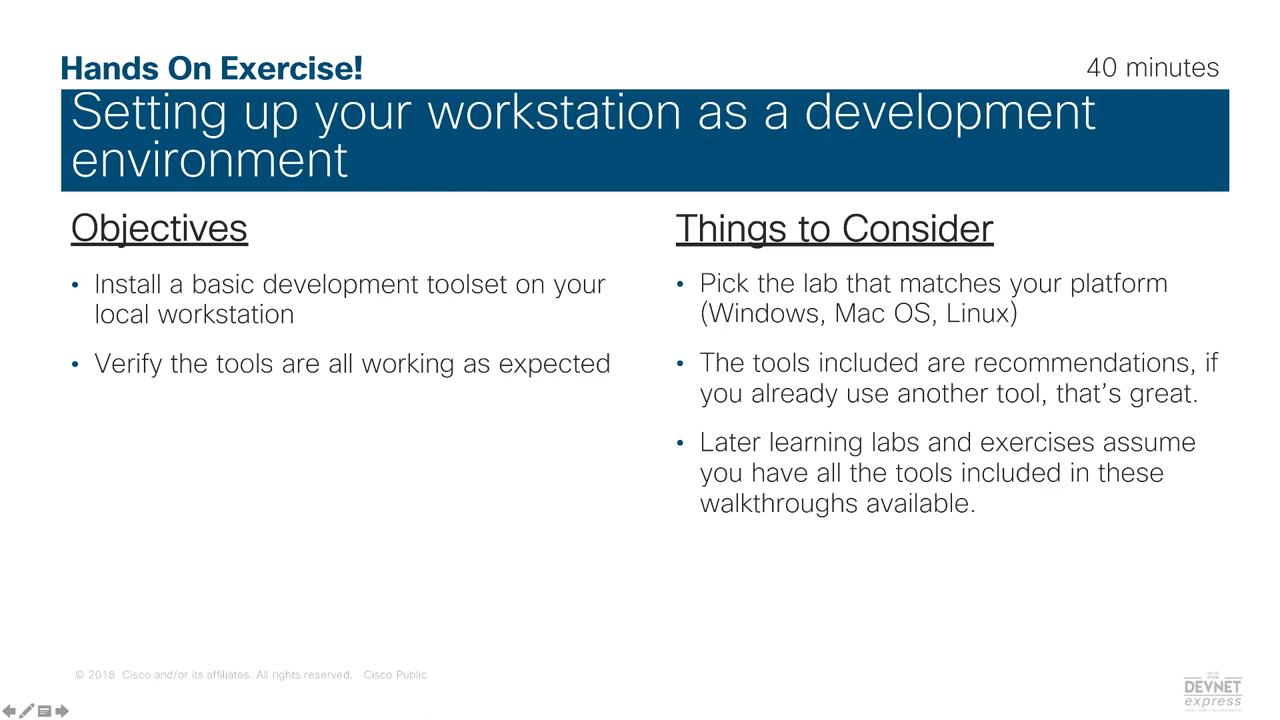 Hands On Exercise!
40 minutes
Setting up your workstation as a development
environment
Objectives
• Install a basic development toolset on your
local workstation
• Verify the tools are all working as expected
Things to Consider
• Pick the lab that matches your platform
(Windows, Mac OS, Linux)
• The tools included are recommendations, if
you already use another tool, that’s great.
• Later learning labs and exercises assume
you have all the tools included in these
walkthroughs available.
© 2018 Cisco and/or its affiliates. All rights reserved. Cisco Public
DEVNET
express